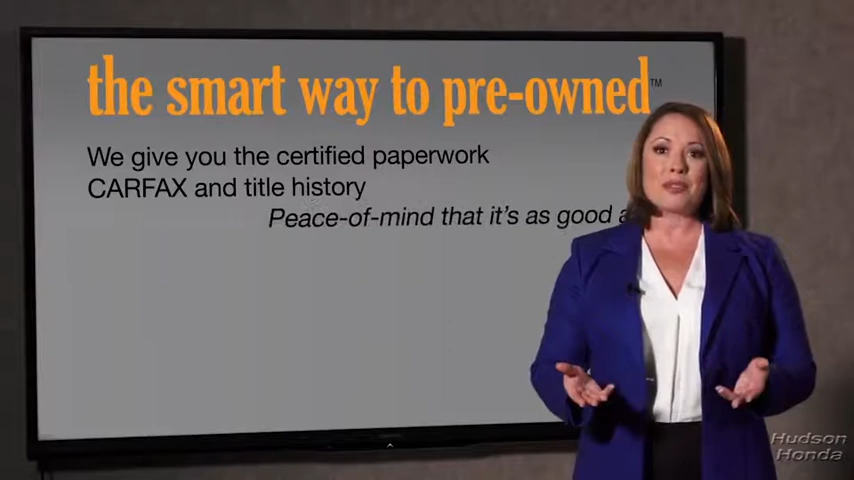 the smart way to pre-owned™
We give you the certified paperwork
CARFAX and title history
Peace-of-mind that it's as good a
Hudson
Honda